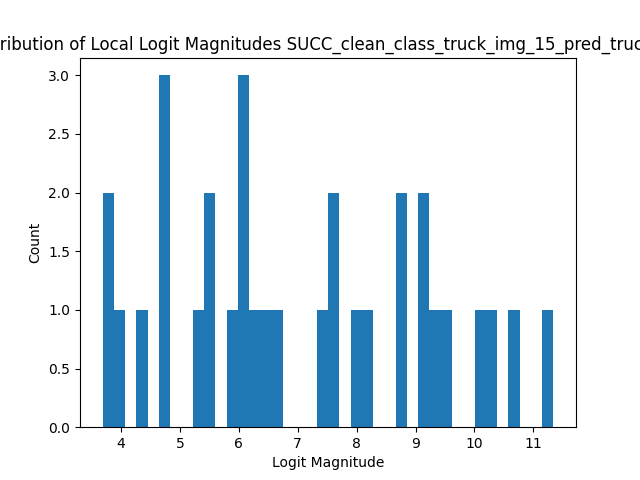 ribution of Local Logit Magnitudes SUCC_clean_class_truck_img_15_pred_truc
3.0
2.5
2.0
1.5
1.0
0.5
0.0
Count
4 5 6 7 8 9 10 11
Logit Magnitude